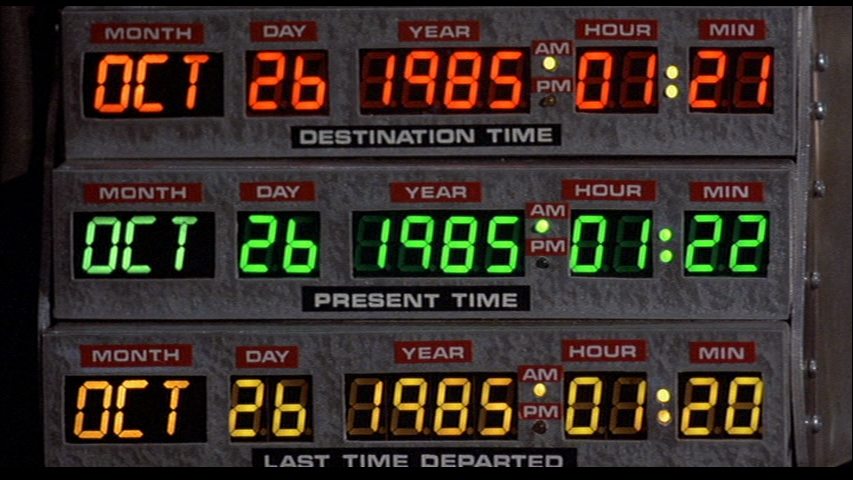 MONTH DAY YEAR AM HOUR MIN
OCT 26 1985 PM 01:21
DESTINATION TIME
MONTH DAY YEAR AM HOUR MIN
OCT 26 1985 PM 01:22
PRESENT TIME
MONTH DAY YEAR AM HOUR MIN
OCT 26 1985 PM 01:20
LAST TIME DEPARTED